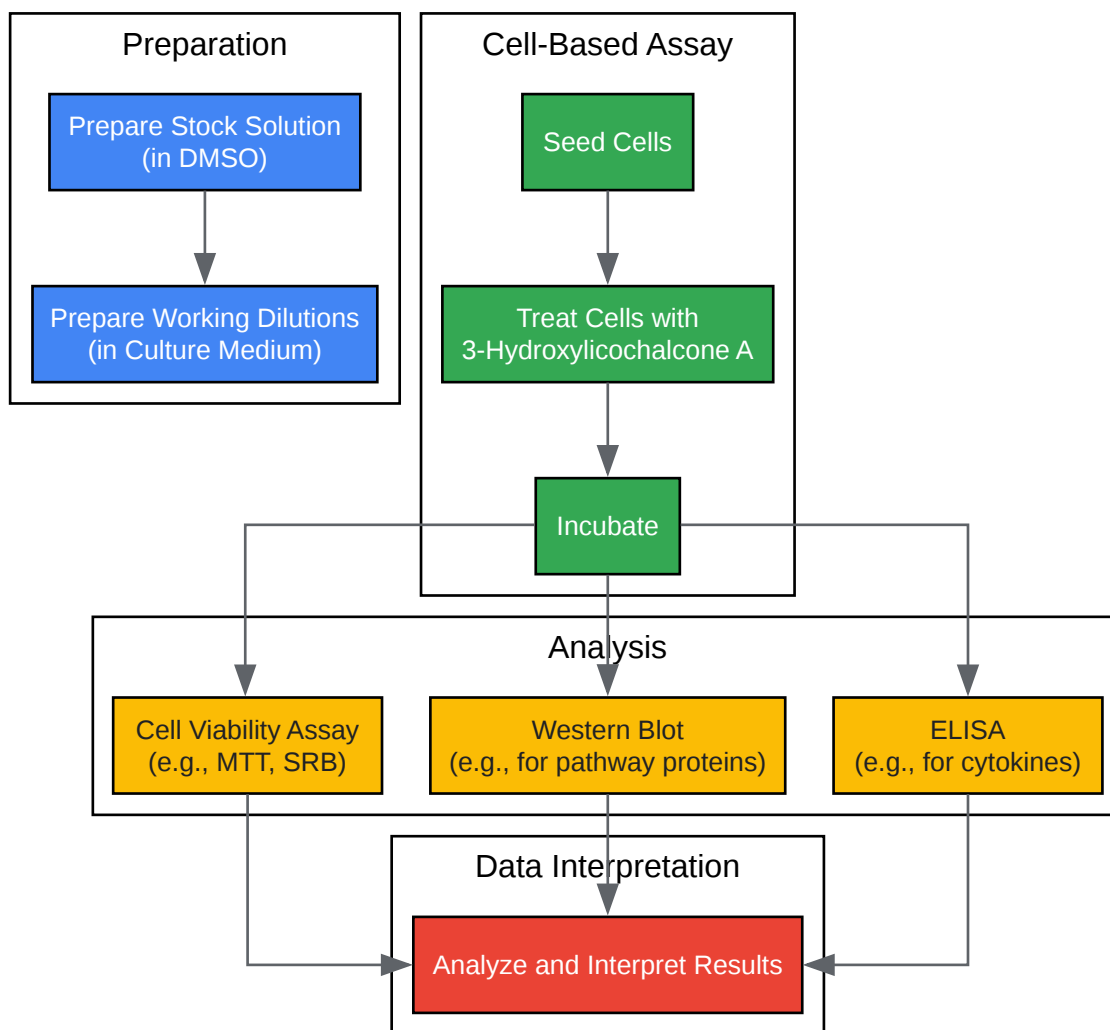 Preparation
Prepare Stock Solution
(in DMSO)
Prepare Working Dilutions
(in Culture Medium)
Cell-Based Assay
Seed Cells
Treat Cells with
3-Hydroxylicochalcone A
Incubate
Analysis
Cell Viability Assay
(e.g., MTT, SRB)
Western Blot
(e.g., for pathway proteins)
ELISA
(e.g., for cytokines)
Data Interpretation
Analyze and Interpret Results